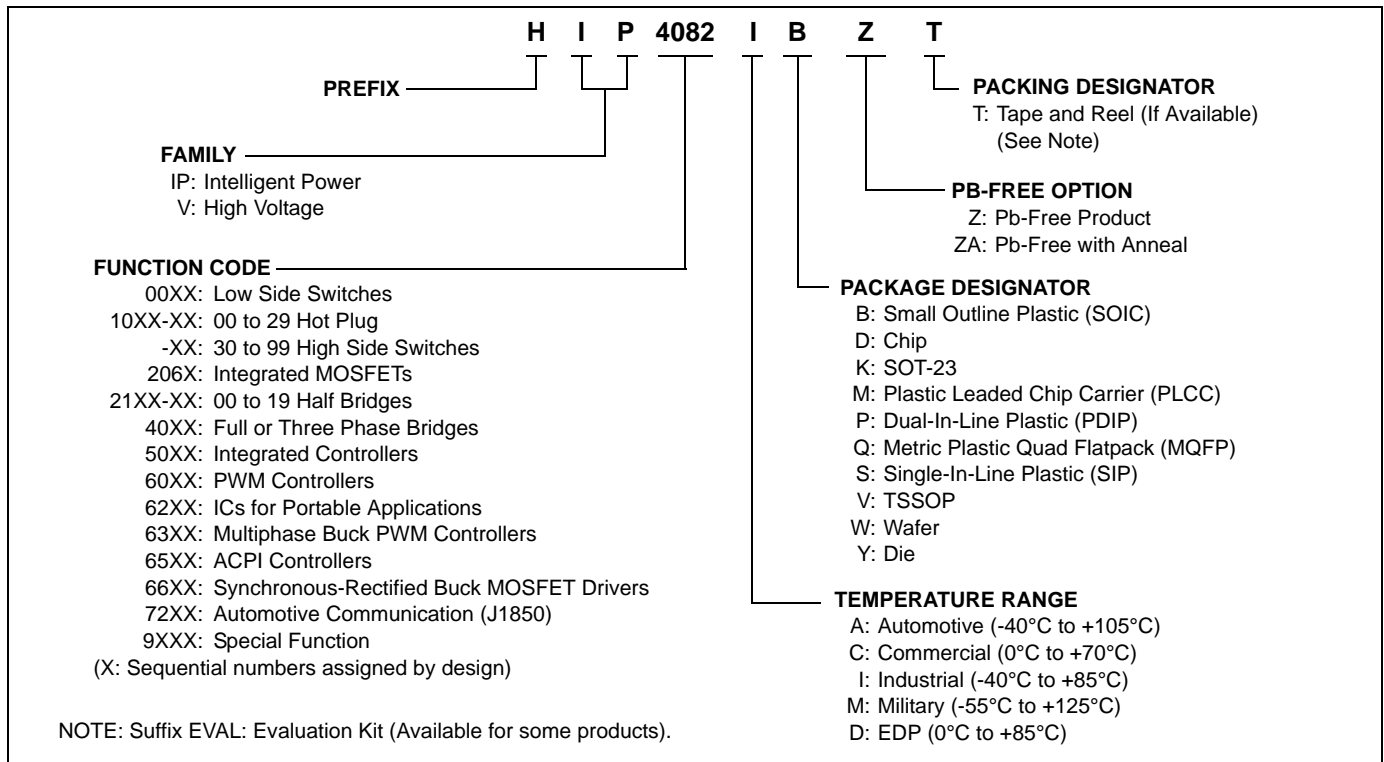 H I P 4082 I B Z T
PREFIX
PACKING DESIGNATOR
T: Tape and Reel (If Available)
(See Note)
FAMILY
IP: Intelligent Power
V: High Voltage
PB-FREE OPTION
Z: Pb-Free Product
ZA: Pb-Free with Anneal
FUNCTION CODE
00XX: Low Side Switches
10XX-XX: 00 to 29 Hot Plug
-XX: 30 to 99 High Side Switches
206X: Integrated MOSFETs
21XX-XX: 00 to 19 Half Bridges
40XX: Full or Three Phase Bridges
50XX: Integrated Controllers
60XX: PWM Controllers
62XX: ICs for Portable Applications
63XX: Multiphase Buck PWM Controllers
65XX: ACPI Controllers
66XX: Synchronous-Rectified Buck MOSFET Drivers
72XX: Automotive Communication (J1850)
9XXX: Special Function
(X: Sequential numbers assigned by design)
PACKAGE DESIGNATOR
B: Small Outline Plastic (SOIC)
D: Chip
K: SOT-23
M: Plastic Leaded Chip Carrier (PLCC)
P: Dual-In-Line Plastic (PDIP)
Q: Metric Plastic Quad Flatpack (MQFP)
S: Single-In-Line Plastic (SIP)
V: TSSOP
W: Wafer
Y: Die
TEMPERATURE RANGE
A: Automotive (-40°C to +105°C)
C: Commercial (0°C to +70°C)
I: Industrial (-40°C to +85°C)
M: Military (-55°C to +125°C)
D: EDP (0°C to +85°C)
NOTE: Suffix EVAL: Evaluation Kit (Available for some products).